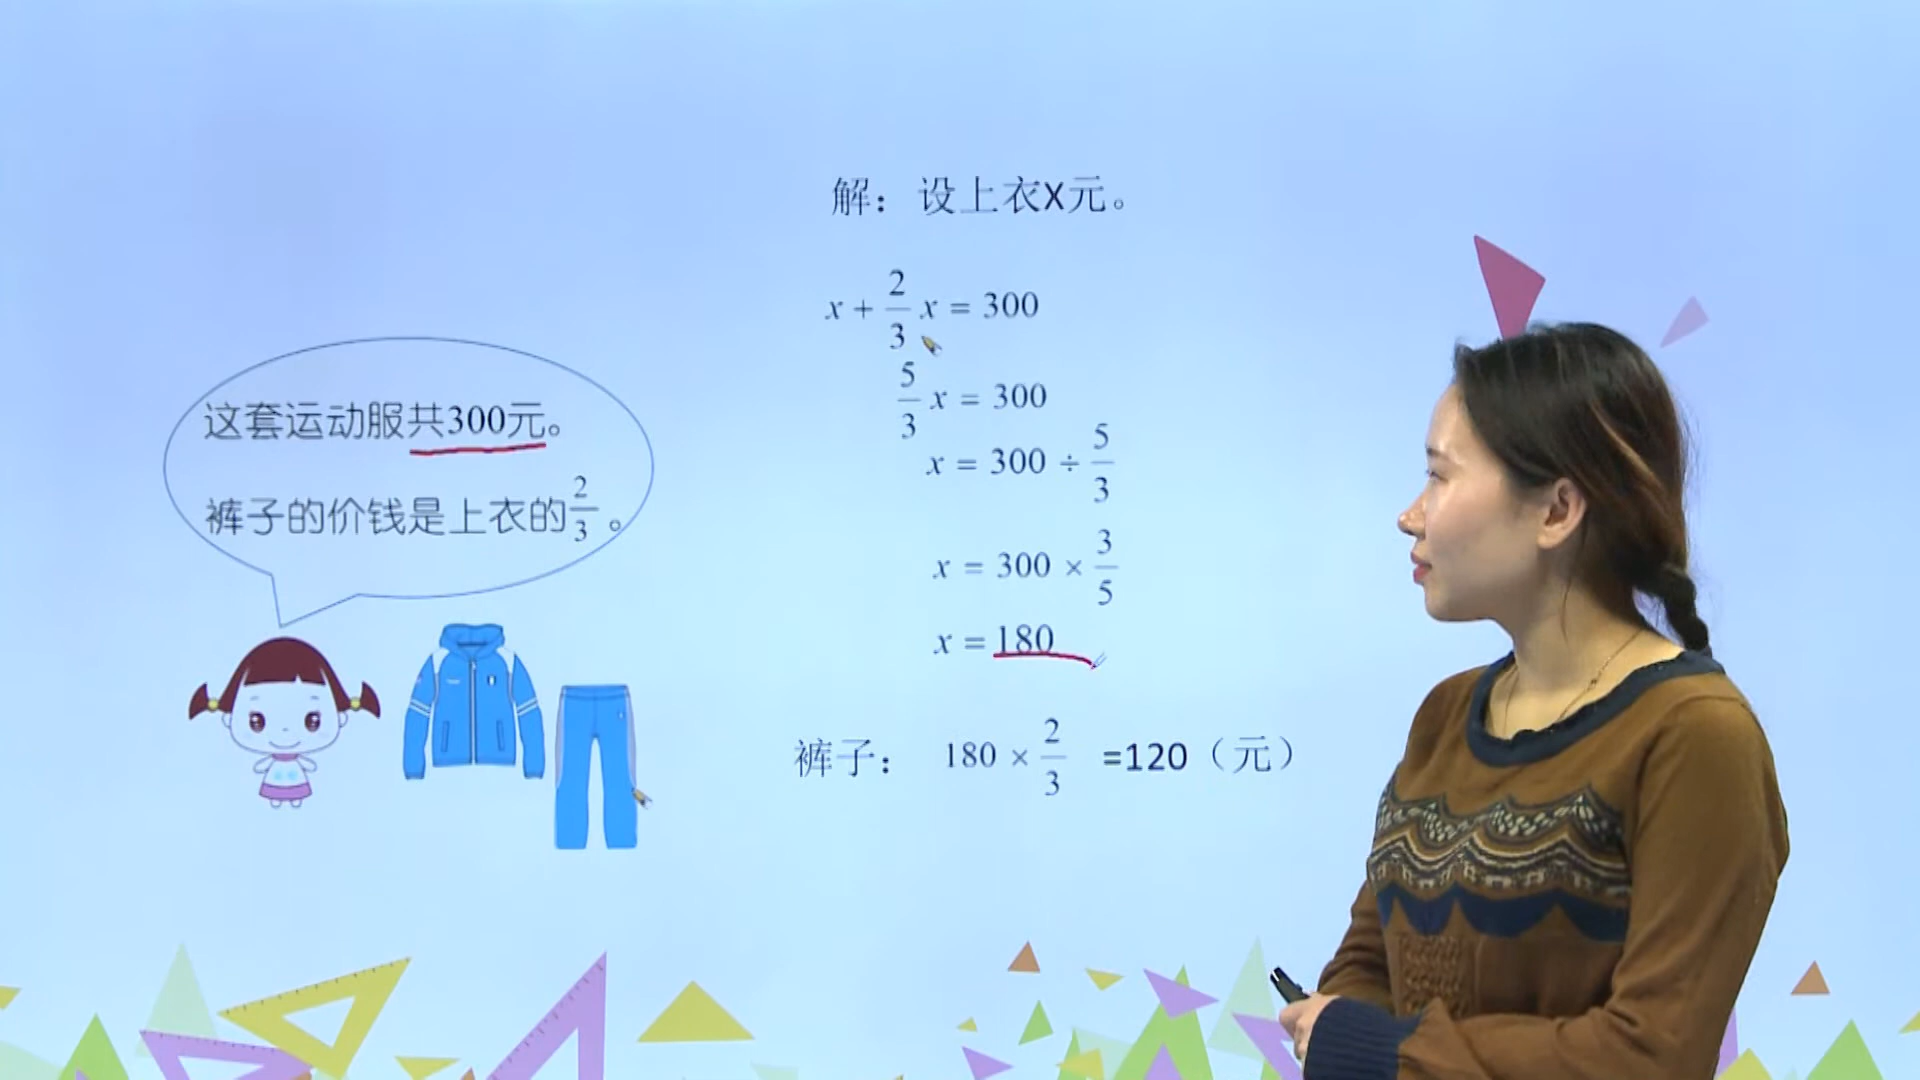 这套运动服共300元。
裤子的价钱是上衣的2/3。
解：设上衣X元。
x + 2/3 x = 300
5/3 x = 300
x = 300 ÷ 5/3
x = 300 × 3/5
x = 180
裤子： 180 × 2/3 =120（元）